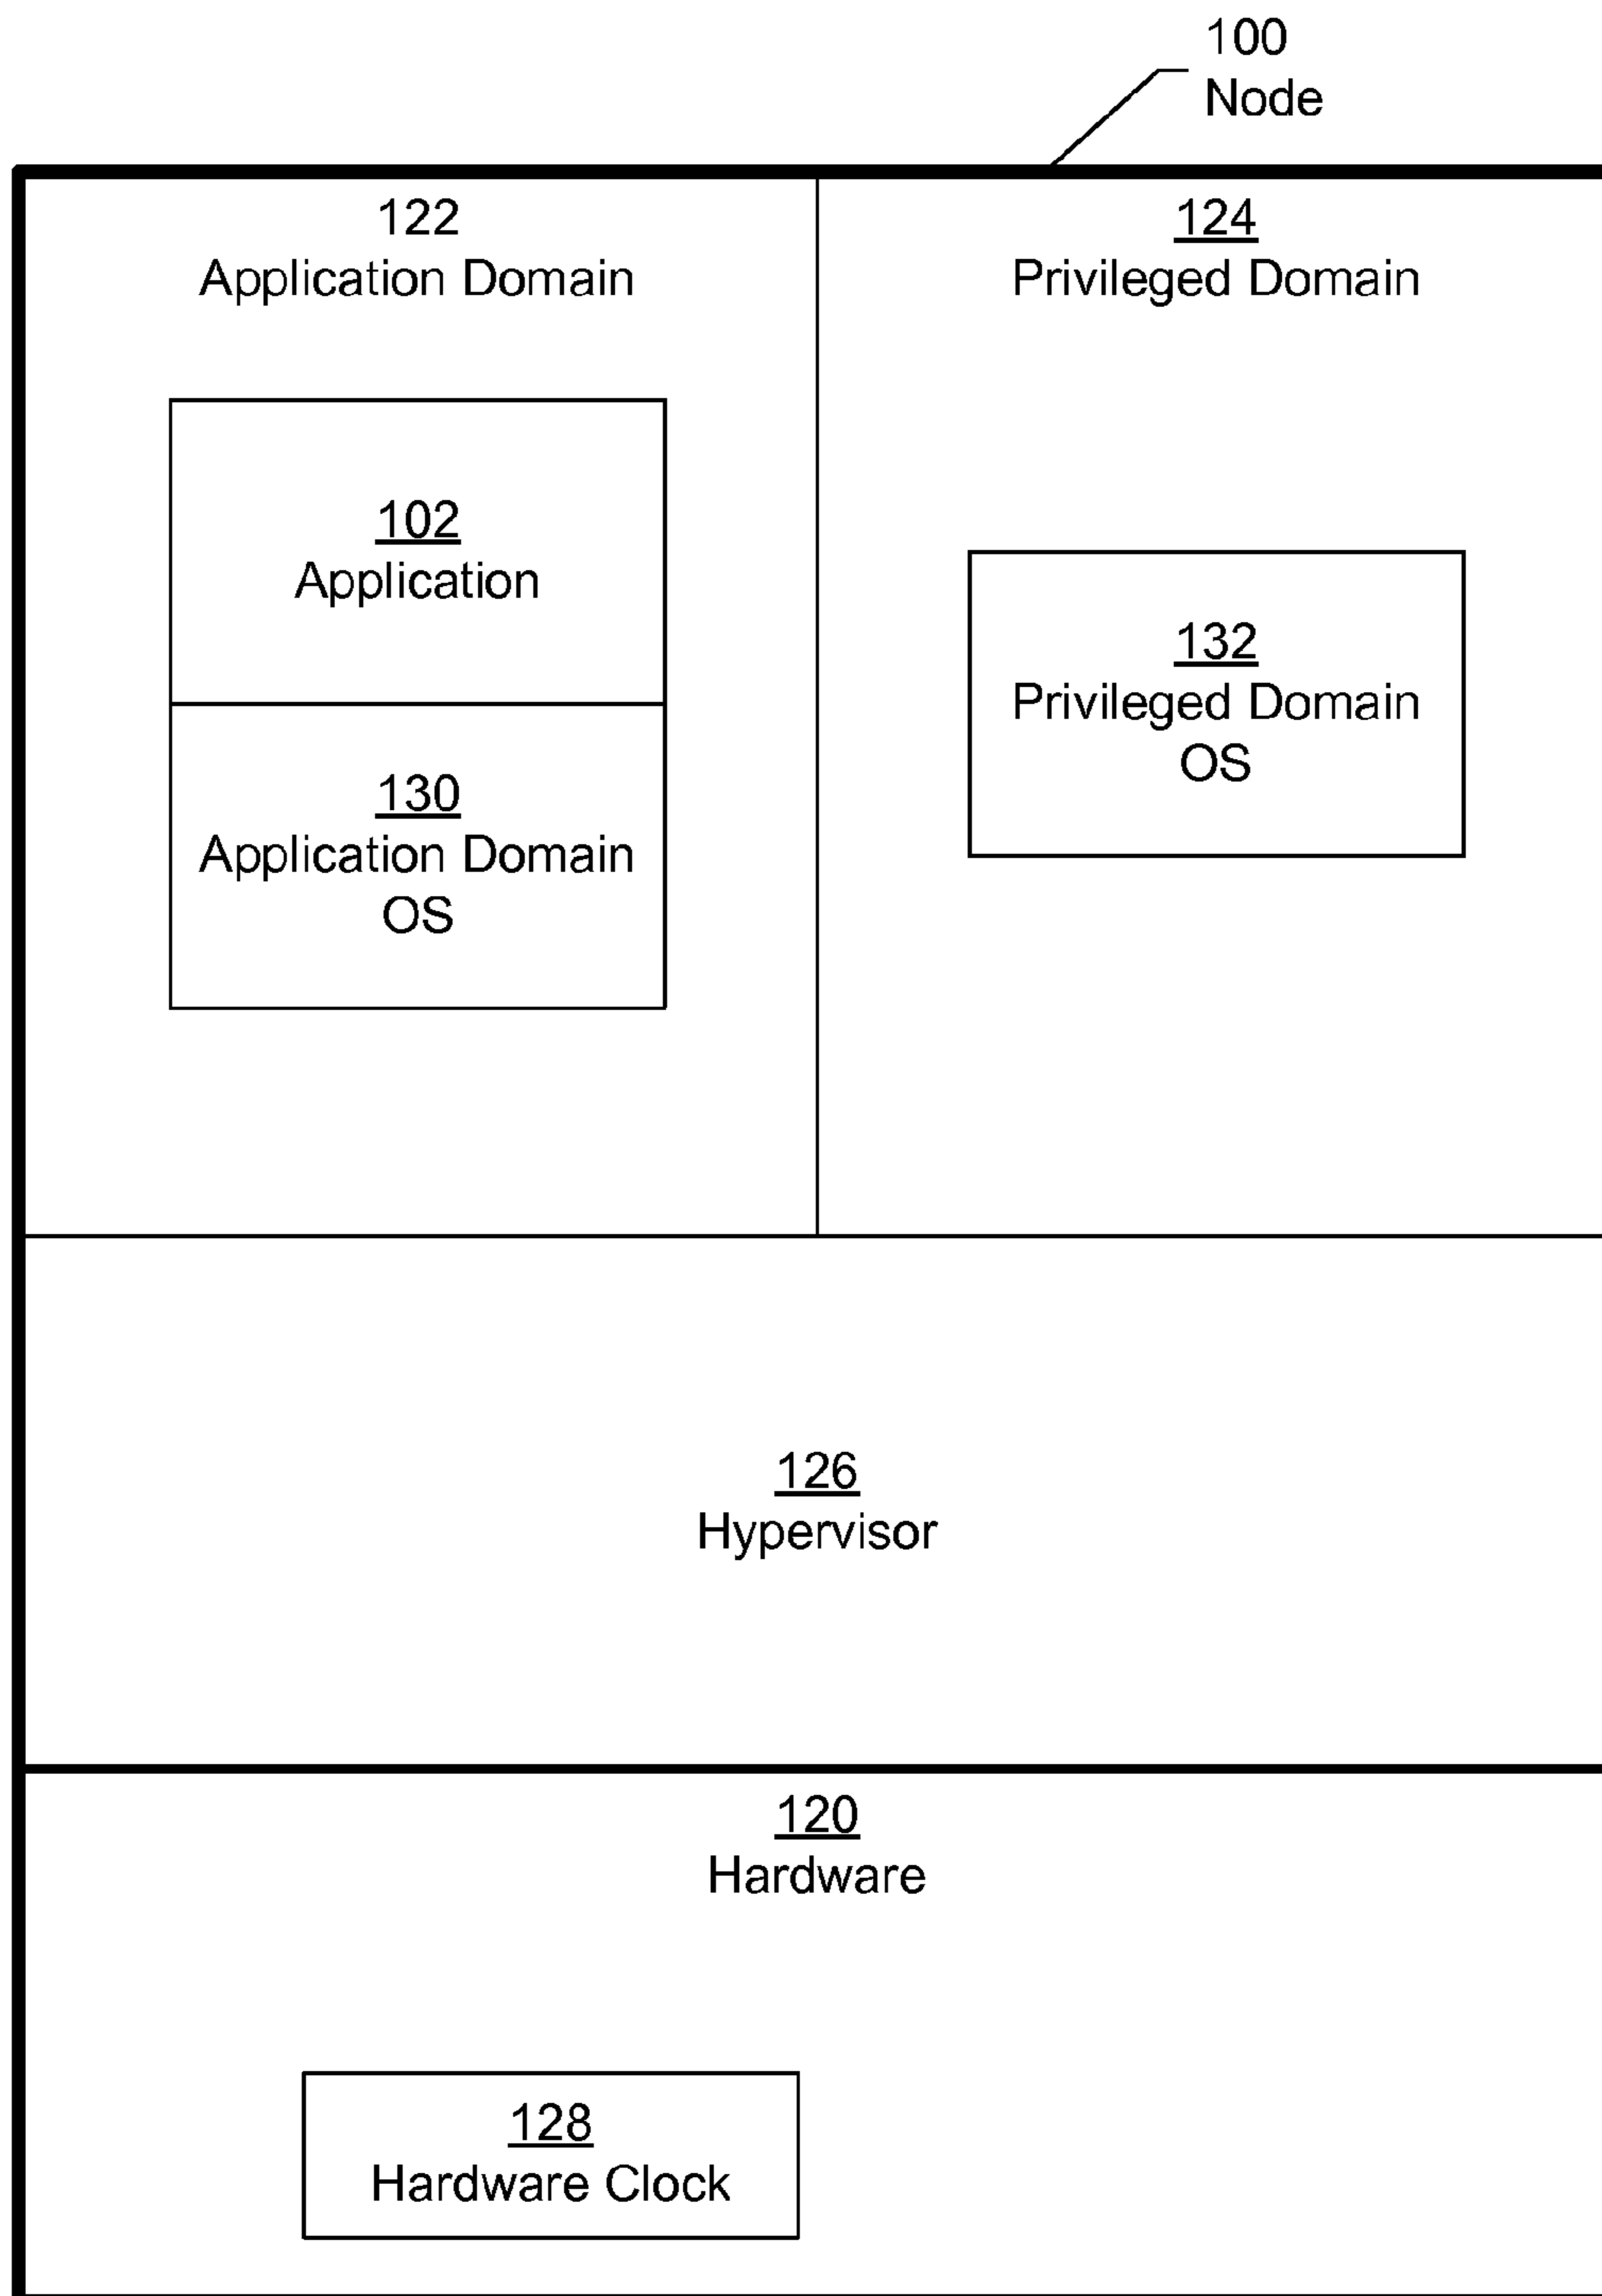 100
Node
122
Application Domain
124
Privileged Domain
102
Application
132
Privileged Domain
OS
130
Application Domain
OS
126
Hypervisor
120
Hardware
128
Hardware Clock